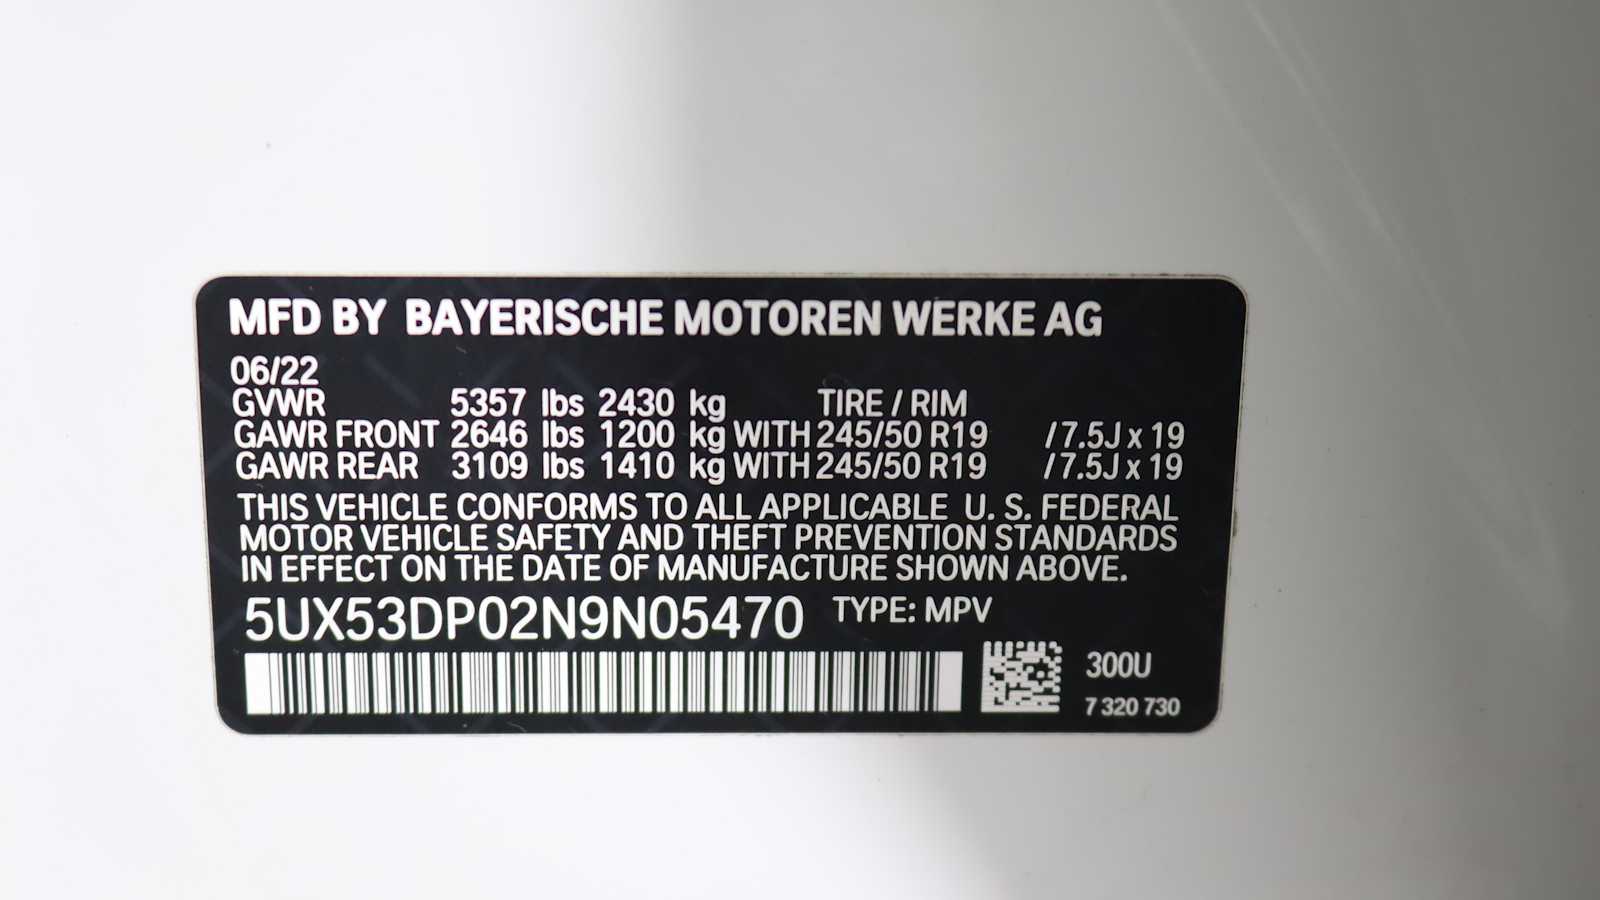 MFD BY BAYERISCHE MOTOREN WERKE AG
06/22
GVWR 5357 lbs 2430 kg TIRE / RIM
GAWR FRONT 2646 lbs 1200 kg WITH 245/50 R19 /7.5J x 19
GAWR REAR 3109 lbs 1410 kg WITH 245/50 R19 /7.5J x 19
THIS VEHICLE CONFORMS TO ALL APPLICABLE U. S. FEDERAL
MOTOR VEHICLE SAFETY AND THEFT PREVENTION STANDARDS
IN EFFECT ON THE DATE OF MANUFACTURE SHOWN ABOVE.
5UX53DP02N9N05470 TYPE: MPV
300U
7 320 730